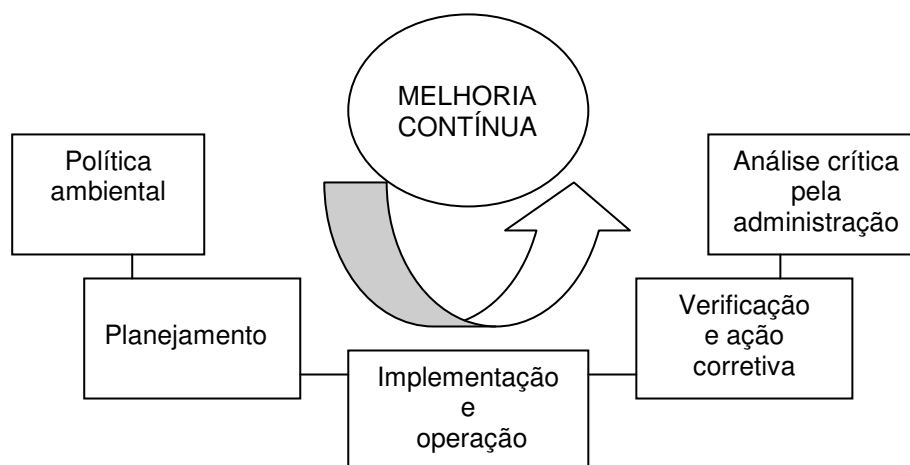 MELHORIA
CONTÍNUA
Política
ambiental
Planejamento
Implementação
e
operação
Verificação
e ação
corretiva
Análise crítica
pela
administração